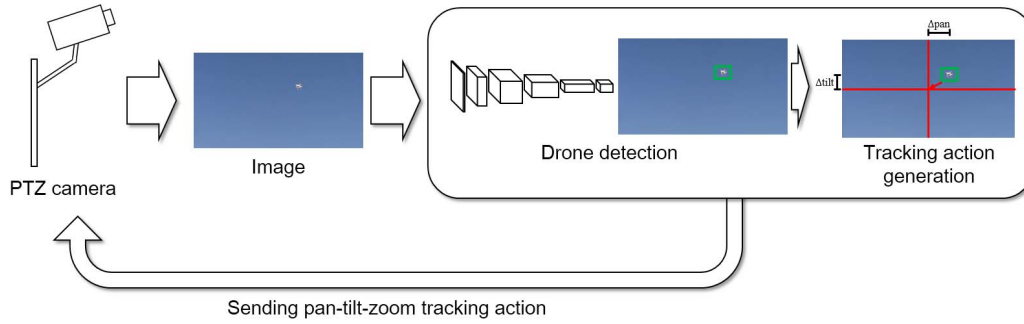 Δpan
Δtilt
PTZ camera
Image
Drone detection
Tracking action
generation
Sending pan-tilt-zoom tracking action